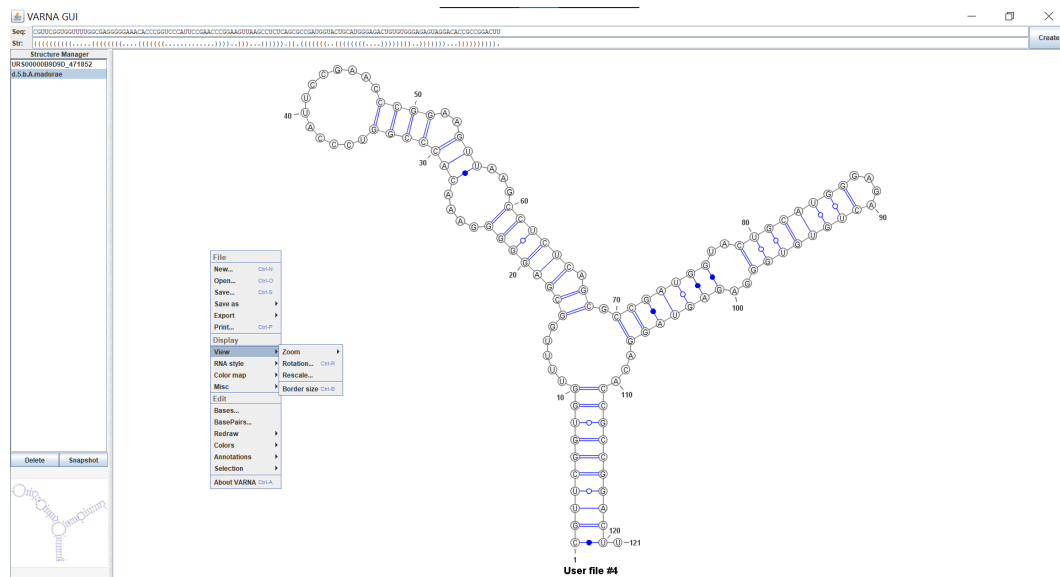 VARNA GUI
Seq: CGUUCGGUGGUUUUGGCGAGGGGGAAACACCCGGUCCCAUUCCGAACCCGGAAGUUAAGCCUCUCAGCGCCGAUGGUACUGCAUGGGAGACUGUGUGGGAGAGUAGGACACCGCCGGACUU
Create
Structure Manager
URS00000B9D9D_471852
d.5.b.A.madurae
Delete Snapshot
File
New... Ctrl-N
Open... Ctrl-O
Save... Ctrl-S
Save as
Export
Print... Ctrl-P
Display
View
RNA style
Color map
Misc
Edit
Bases...
BasePairs...
Redraw
Colors
Annotations
Selection
About VARNA Ctrl-A
Zoom
Rotation... Ctrl-R
Rescale...
Border size Ctrl-B
1
10
20
30
40
50
60
70
80
90
100
110
120
121
User file #4